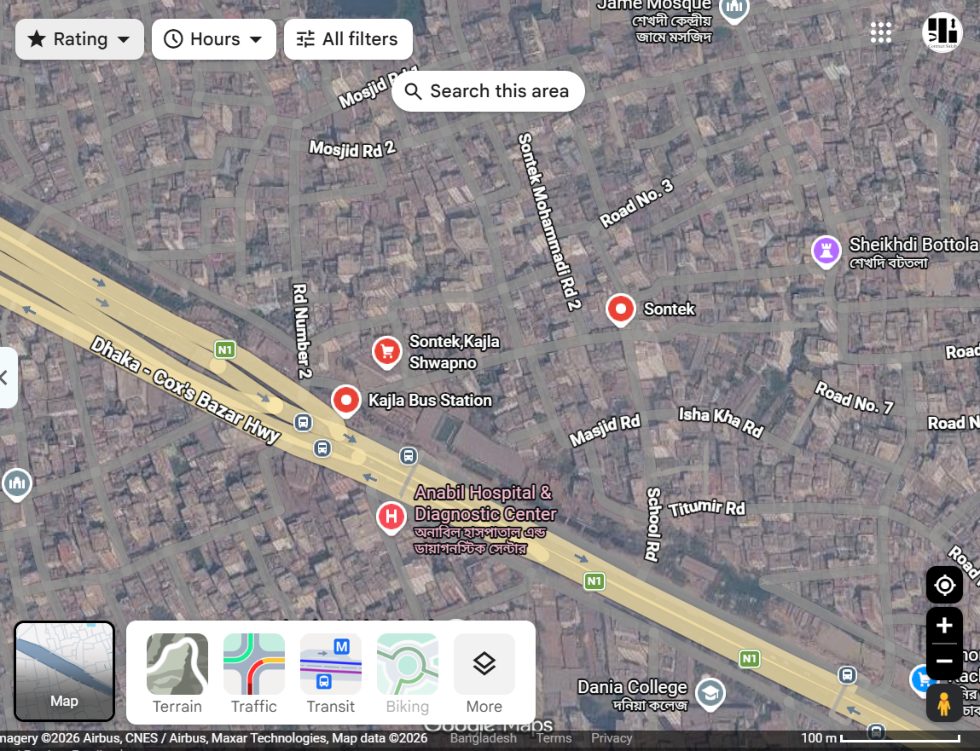 Rating
Hours
All filters
Jame Mosque
শেখদী কেন্দ্রীয়
জামে মসজিদ
Search this area
Mosjid Rd 2
Sontek Mohammadi Rd 2
Road No. 3
Sheikhdi Bottola
শেখদি বটতলা
Rd Number 2
Sontek
Sontek,Kajla
Shwapno
N1
Dhaka - Cox's Bazar Hwy
Kajla Bus Station
Road
Road No. 7
Masjid Rd
Isha Kha Rd
Road N
Anabil Hospital &
Diagnostic Center
অনাবিল হাসপাতাল এন্ড
ডায়াগনস্টিক সেন্টার
School Rd
Titumir Rd
Road
N1
N1
Dania College
দনিয়া কলেজ
Map
Terrain
Traffic
M
Transit
Biking
More
Google Maps
magery ©2026 Airbus, CNES / Airbus, Maxar Technologies, Map data ©2026
Bangladesh
Terms
Privacy
100 m